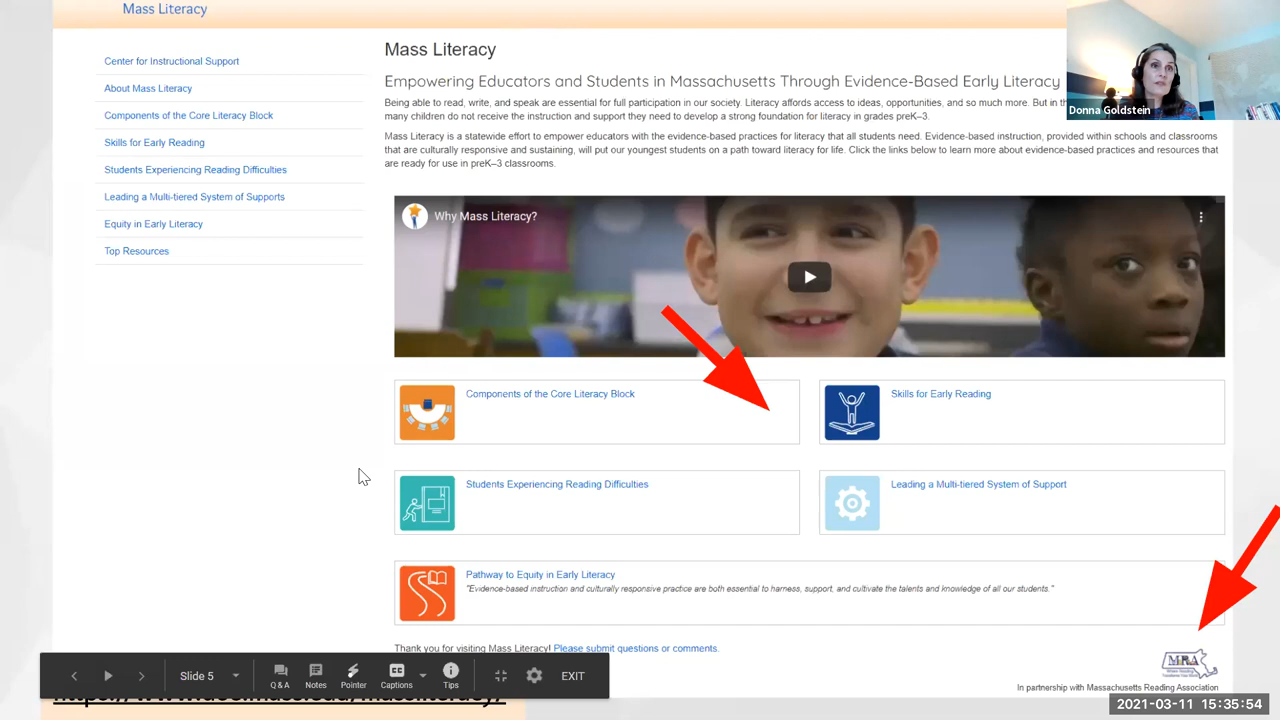 Mass Literacy
Center for Instructional Support
About Mass Literacy
Components of the Core Literacy Block
Skills for Early Reading
Students Experiencing Reading Difficulties
Leading a Multi-tiered System of Supports
Equity in Early Literacy
Top Resources
Mass Literacy
Empowering Educators and Students in Massachusetts Through Evidence-Based Early Literacy
Being able to read, write, and speak are essential for full participation in our society. Literacy affords access to ideas, opportunities, and so much more. But in
many children do not receive the instruction and support they need to develop a strong foundation for literacy in grades preK–3.
Mass Literacy is a statewide effort to empower educators with the evidence-based practices for literacy that all students need. Evidence-based instruction, provided within schools and classrooms
that are culturally responsive and sustaining, will put our youngest students on a path toward literacy for life. Click the links below to learn more about evidence-based practices and resources that
are ready for use in preK–3 classrooms.
Donna Goldstein
Why Mass Literacy?
Components of the Core Literacy Block
Skills for Early Reading
Students Experiencing Reading Difficulties
Leading a Multi-tiered System of Support
Pathway to Equity in Early Literacy
"Evidence-based instruction and culturally responsive practice are both essential to harness, support, and cultivate the talents and knowledge of all our students."
Thank you for visiting Mass Literacy! Please submit questions or comments.
MRA
In partnership with Massachusetts Reading Association
Slide 5
Q & A
Notes
Pointer
CC
Captions
Tips
EXIT
2021-03-11 15:35:54